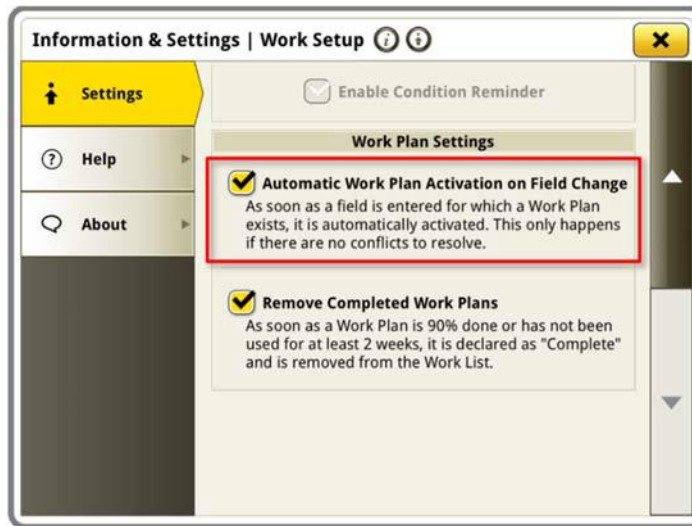 Information & Settings | Work Setup
Settings
Help
About
Enable Condition Reminder
Work Plan Settings
Automatic Work Plan Activation on Field Change
As soon as a field is entered for which a Work Plan
exists, it is automatically activated. This only happens
if there are no conflicts to resolve.
Remove Completed Work Plans
As soon as a Work Plan is 90% done or has not been
used for at least 2 weeks, it is declared as "Complete"
and is removed from the Work List.